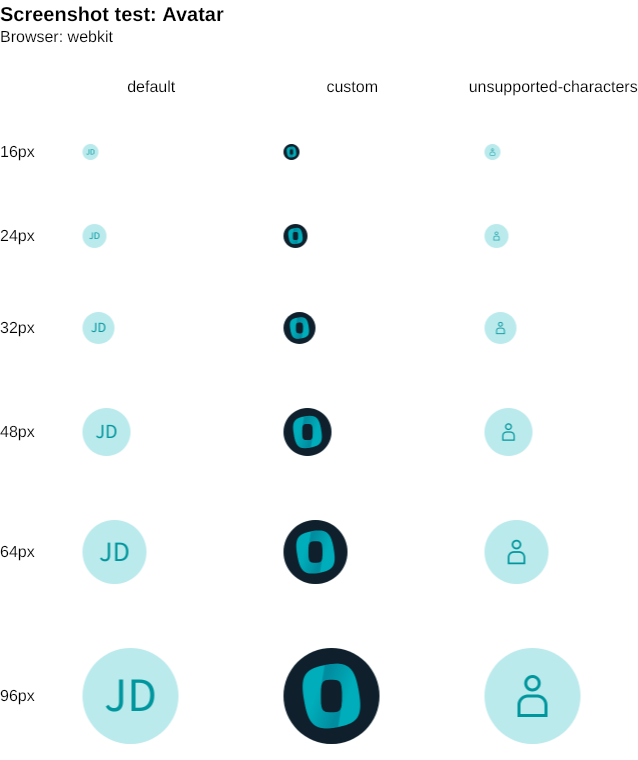 Screenshot test: Avatar
Browser: webkit
default custom unsupported-characters
16px JD
24px JD
32px JD
48px JD
64px JD
96px JD